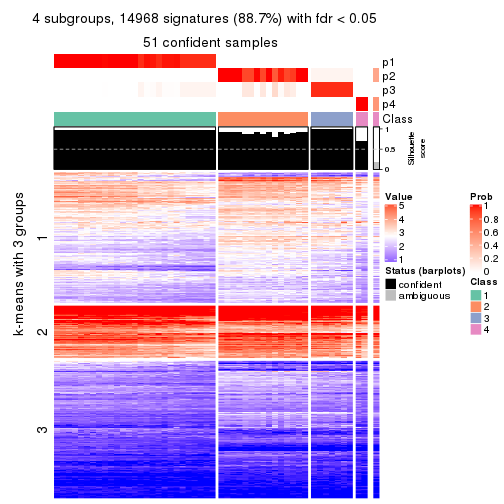 4 subgroups, 14968 signatures (88.7%) with fdr < 0.05
51 confident samples
p1
p2
p3
p4
Class
1
0.5
0
Silhouette
score
k-means with 3 groups
1
2
3
Value
5
4
3
2
1
Status (barplots)
confident
ambiguous
Prob
1
0.8
0.6
0.4
0.2
0
Class
1
2
3
4